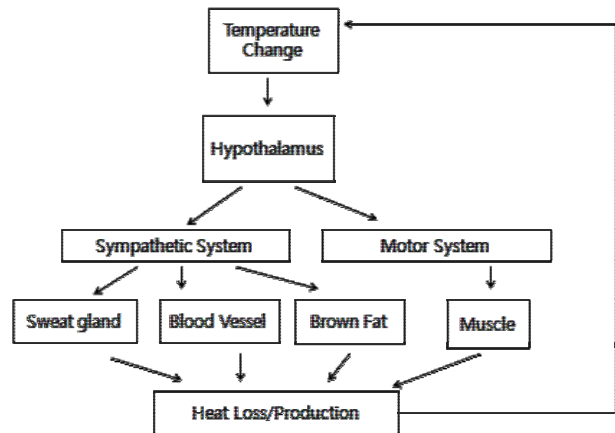 Temperature
Change
Hypothalamus
Sympathetic System
Motor System
Sweat gland
Blood Vessel
Brown Fat
Muscle
Heat Loss/Production